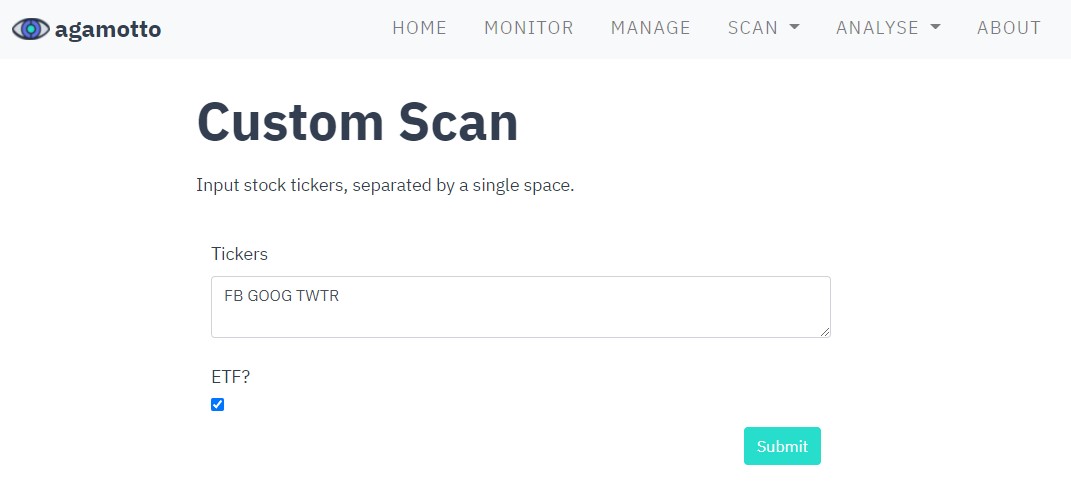 agamotto HOME MONITOR MANAGE SCAN ANALYSE ABOUT
Custom Scan
Input stock tickers, separated by a single space.
Tickers
FB GOOG TWTR
ETF?
Submit